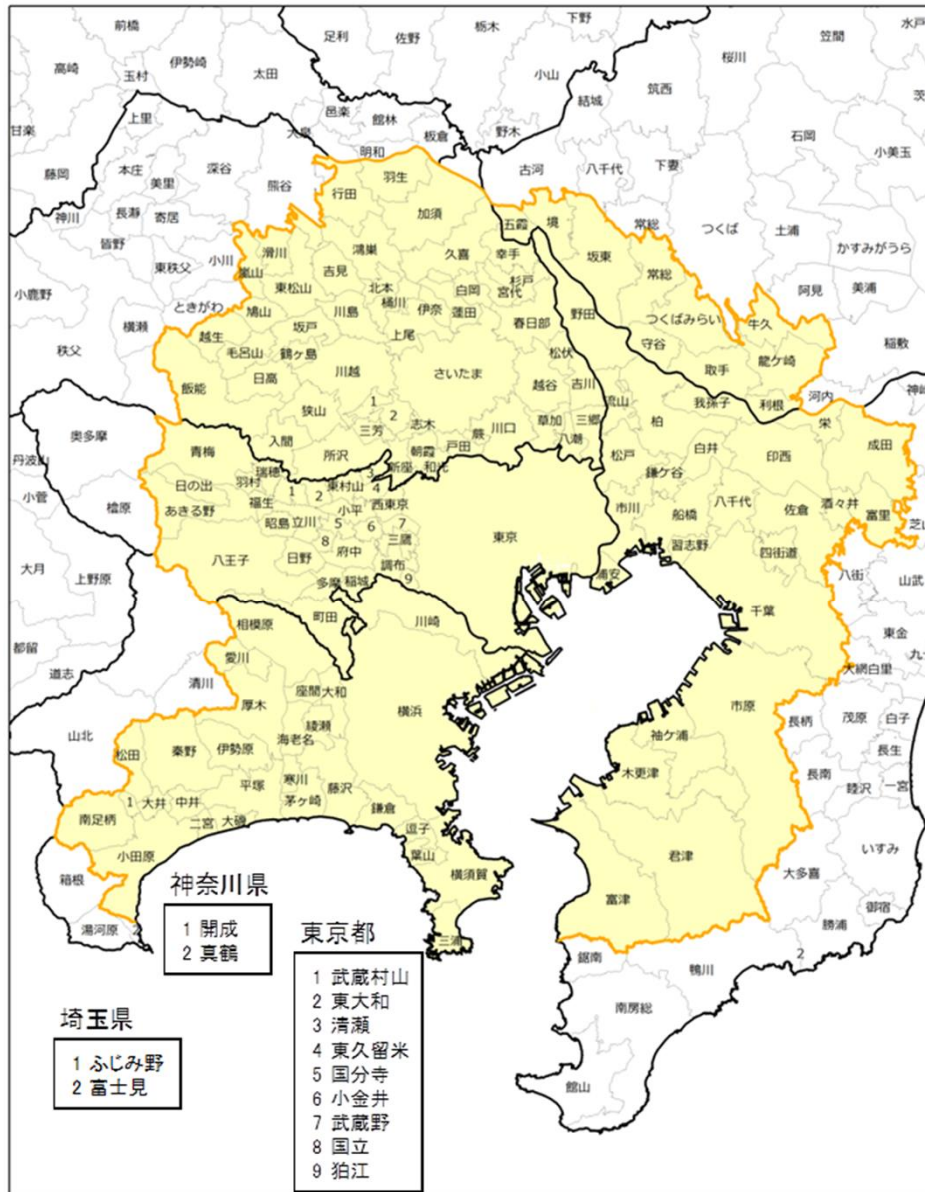 前橋
足利
佐野
栃木
下野
笠間
水戸
高崎
玉村
伊勢崎
太田
小山
桜川
茨
結城
筑西
邑楽
館林
板倉
野木
石岡
甘楽
上里
大泉
明和
古河
八千代
下妻
小美玉
藤岡
本庄
美里
深谷
熊谷
行田
羽生
加須
神川
長瀞
寄居
五霞
境
常総
つくば
土浦
かすみがうら
皆野
東秩父
小川
滑川
鴻巣
久喜
幸手
坂東
嵐山
吉見
東松山
北本
白岡
杉戸
宮代
常総
阿見
美浦
小鹿野
ときがわ
鳩山
川島
桶川
伊奈
蓮田
春日部
野田
つくばみらい
牛久
横瀬
越生
坂戸
上尾
守谷
稲敷
秩父
毛呂山
鶴ヶ島
さいたま
松伏
取手
龍ケ崎
飯能
日高
川越
越谷
吉川
流山
我孫子
利根
河内
神崎
1
狭山
2
三芳
志木
蕨
川口
草加
三郷
柏
栄
奥多摩
入間
所沢
新座
朝霞
和光
戸田
八潮
松戸
白井
印西
成田
丹波山
青梅
瑞穂
3
鎌ケ谷
小菅
檜原
日の出
羽村
1
2
東村山
4
西東京
八千代
酒々井
富里
あきる野
福生
昭島
立川
小平
5
6
7
東京
市川
船橋
佐倉
芝山
大月
上野原
八王子
日野
8
府中
三鷹
調布
習志野
四街道
多摩
稲城
9
浦安
八街
山武
都留
道志
相模原
町田
川崎
千葉
東金
九十
愛川
清川
厚木
座間
大和
横浜
大網白里
市原
山北
松田
秦野
伊勢原
海老名
綾瀬
袖ケ浦
長柄
茂原
白子
長生
平塚
寒川
藤沢
木更津
長南
睦沢
一宮
南足柄
1
大井
中井
二宮
大磯
茅ヶ崎
鎌倉
逗子
葉山
いすみ
小田原
横須賀
君津
大多喜
箱根
富津
勝浦
御宿
湯河原
2
三浦
鋸南
鴨川
2
南房総
館山
神奈川県
1 開成
2 真鶴
東京都
1 武蔵村山
2 東大和
3 清瀬
4 東久留米
5 国分寺
6 小金井
7 武蔵野
8 国立
9 狛江
埼玉県
1 ふじみ野
2 富士見